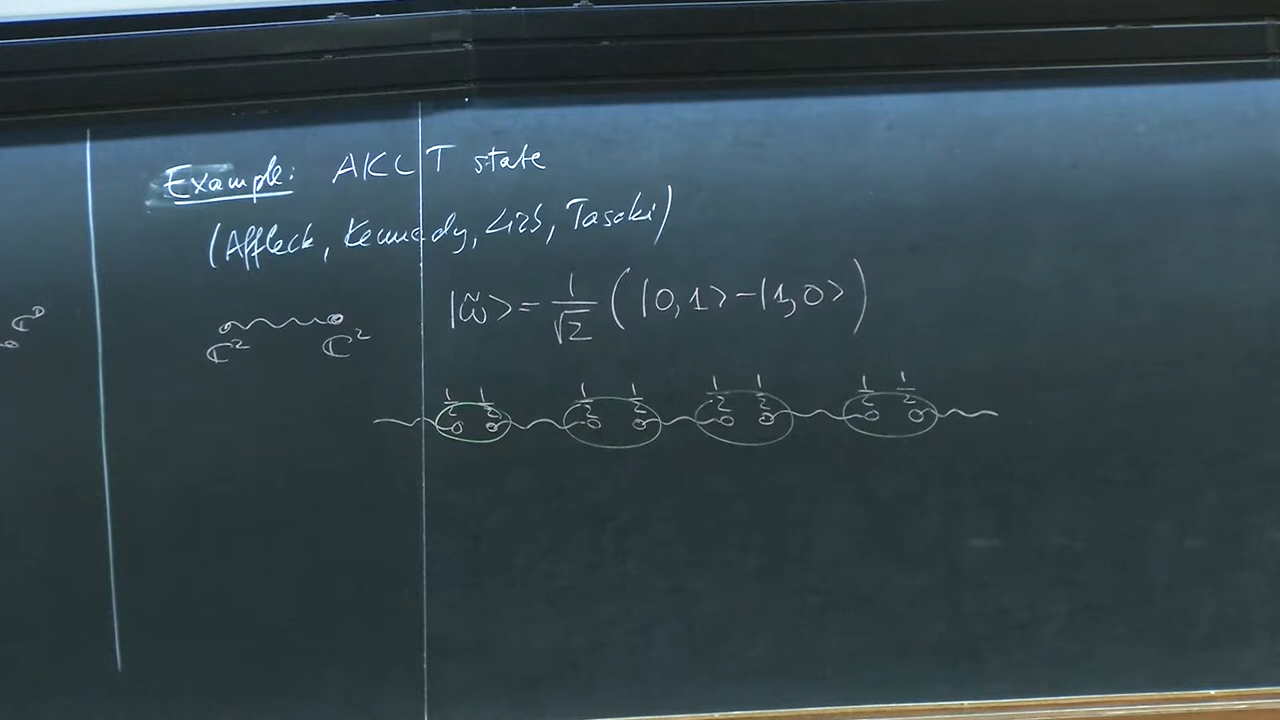 Example: AKLT state
(Affleck, Kennedy, Lieb, Tasaki)
ℂᴰ
|ω̃> = 1/√2 (|0,1> - |1,0>)
ℂ² ℂ²
1/2 1/2 1/2 1/2 1/2 1/2 1/2 1/2